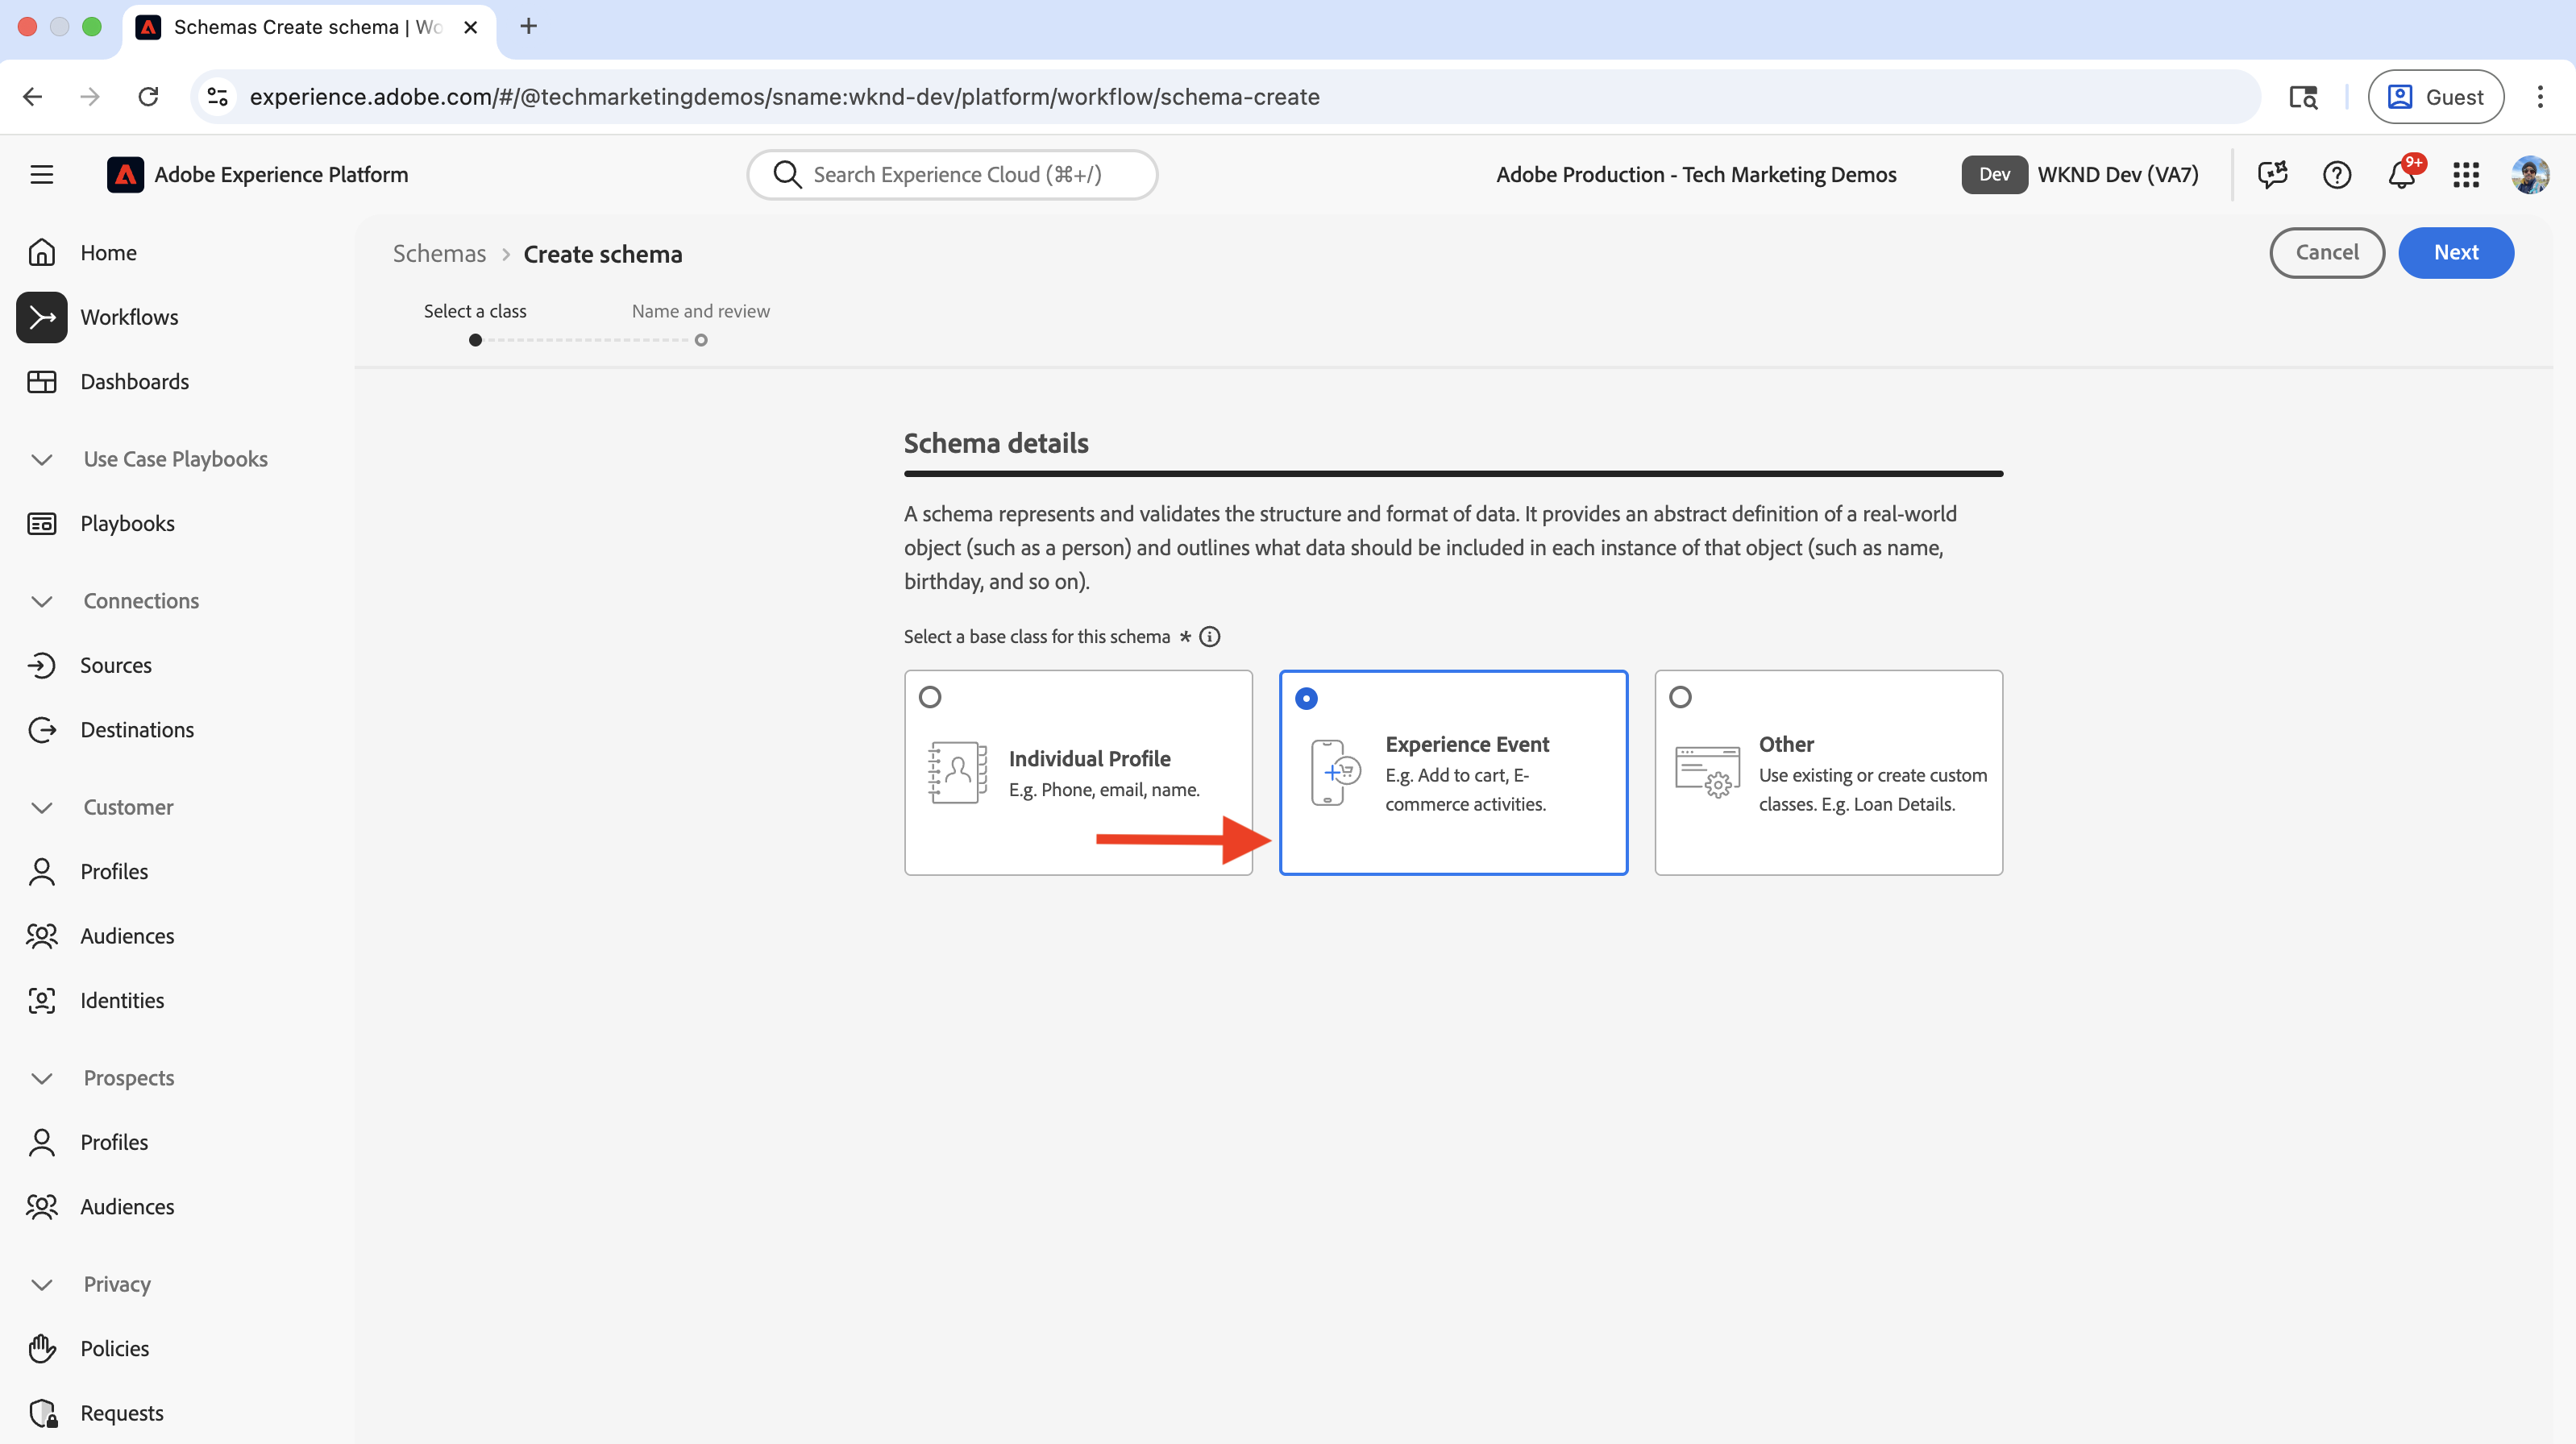 Schemas Create schema | Wo
experience.adobe.com/#/@techmarketingdemos/sname:wknd-dev/platform/workflow/schema-create
Guest
Adobe Experience Platform
Search Experience Cloud (⌘+/)
Adobe Production - Tech Marketing Demos
Dev
WKND Dev (VA7)
9+
Home
Workflows
Dashboards
Use Case Playbooks
Playbooks
Connections
Sources
Destinations
Customer
Profiles
Audiences
Identities
Prospects
Profiles
Audiences
Privacy
Policies
Requests
Schemas > Create schema
Cancel
Next
Select a class
Name and review
Schema details
A schema represents and validates the structure and format of data. It provides an abstract definition of a real-world
object (such as a person) and outlines what data should be included in each instance of that object (such as name,
birthday, and so on).
Select a base class for this schema *
Individual Profile
E.g. Phone, email, name.
Experience Event
E.g. Add to cart, E-
commerce activities.
Other
Use existing or create custom
classes. E.g. Loan Details.